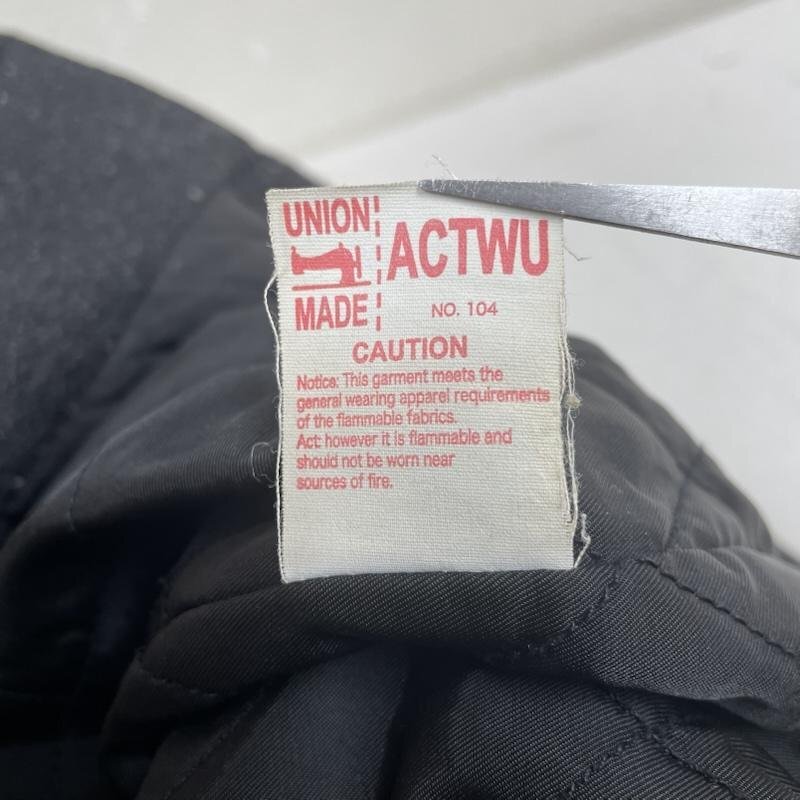 UNION
MADE
ACTWU
NO. 104
CAUTION
Notice: This garment meets the
general wearing apparel requirements
of the flammable fabrics.
Act: however it is flammable and
should not be worn near
sources of fire.